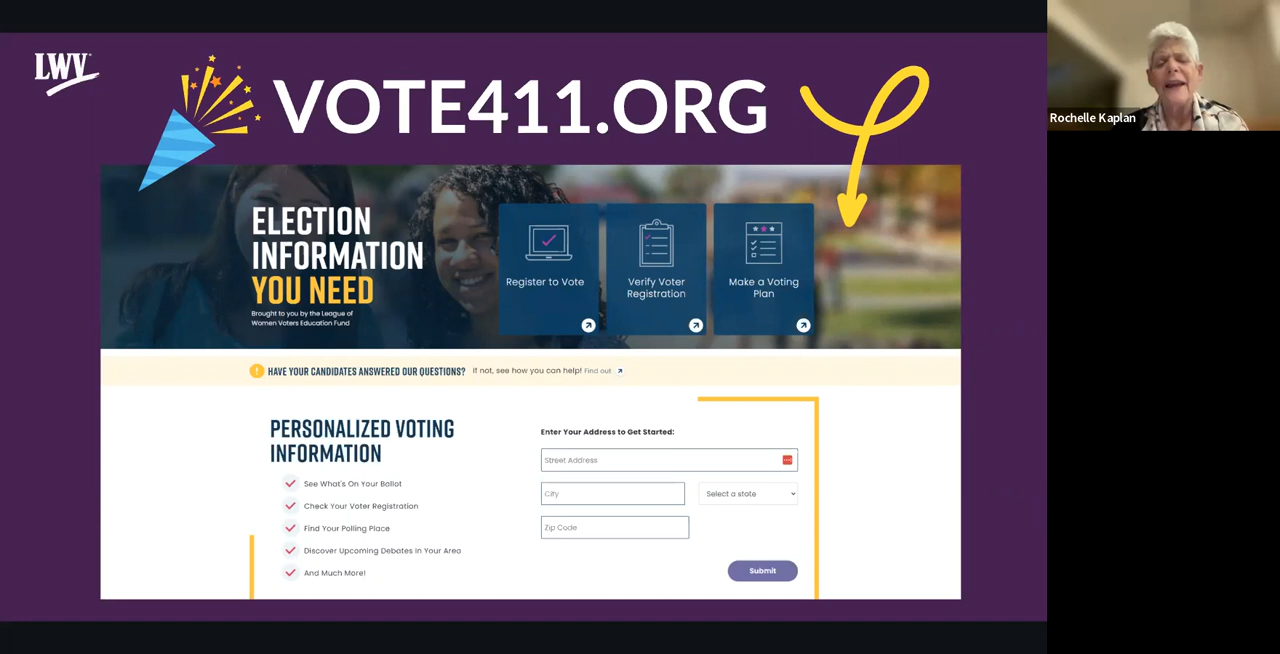 LWV
VOTE411.ORG
Rochelle Kaplan
ELECTION
INFORMATION
YOU NEED
Brought to you by the League of
Women Voters Education Fund
Register to Vote
Verify Voter
Registration
Make a Voting
Plan
! HAVE YOUR CANDIDATES ANSWERED OUR QUESTIONS? If not, see how you can help! Find out
PERSONALIZED VOTING
INFORMATION
See What's On Your Ballot
Check Your Voter Registration
Find Your Polling Place
Discover Upcoming Debates In Your Area
And Much More!
Enter Your Address to Get Started:
Street Address
City
Select a state
Zip Code
Submit